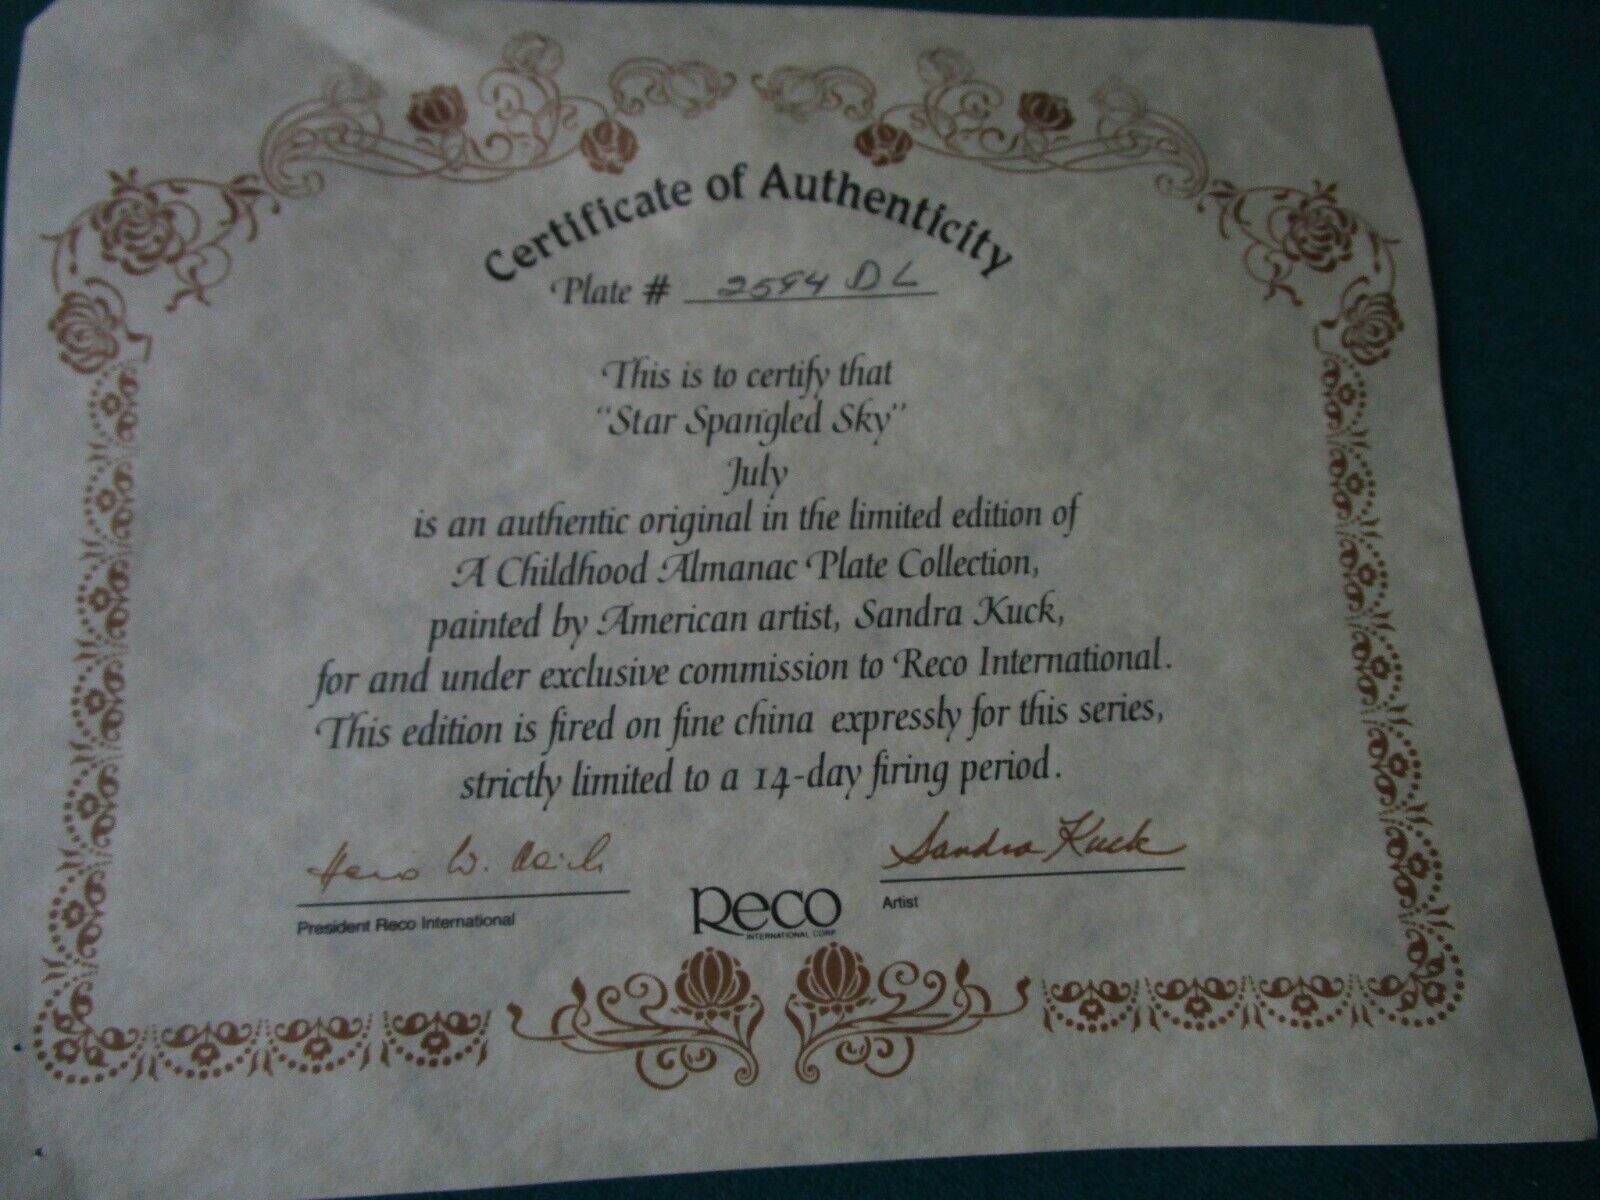 Certificate of Authenticity
Plate # 2594 DL
This is to certify that
"Star Spangled Sky"
July
is an authentic original in the limited edition of
A Childhood Almanac Plate Collection,
painted by American artist, Sandra Kuck,
for and under exclusive commission to Reco International.
This edition is fired on fine china expressly for this series,
strictly limited to a 14-day firing period.
Sandra Kuck
President Reco International
Reco
INTERNATIONAL CORP.
Artist